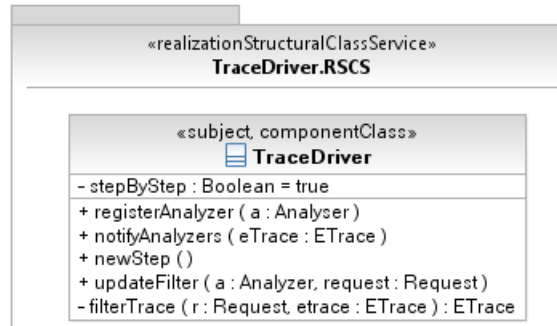 «realizationStructuralClassService»
TraceDriver.RSCS
«subject, componentClass»
TraceDriver
- stepByStep : Boolean = true
+ registerAnalyzer ( a : Analyser )
+ notifyAnalyzers ( eTrace : ETrace )
+ newStep ( )
+ updateFilter ( a : Analyzer, request : Request )
- filterTrace ( r : Request, etrace : ETrace ) : ETrace